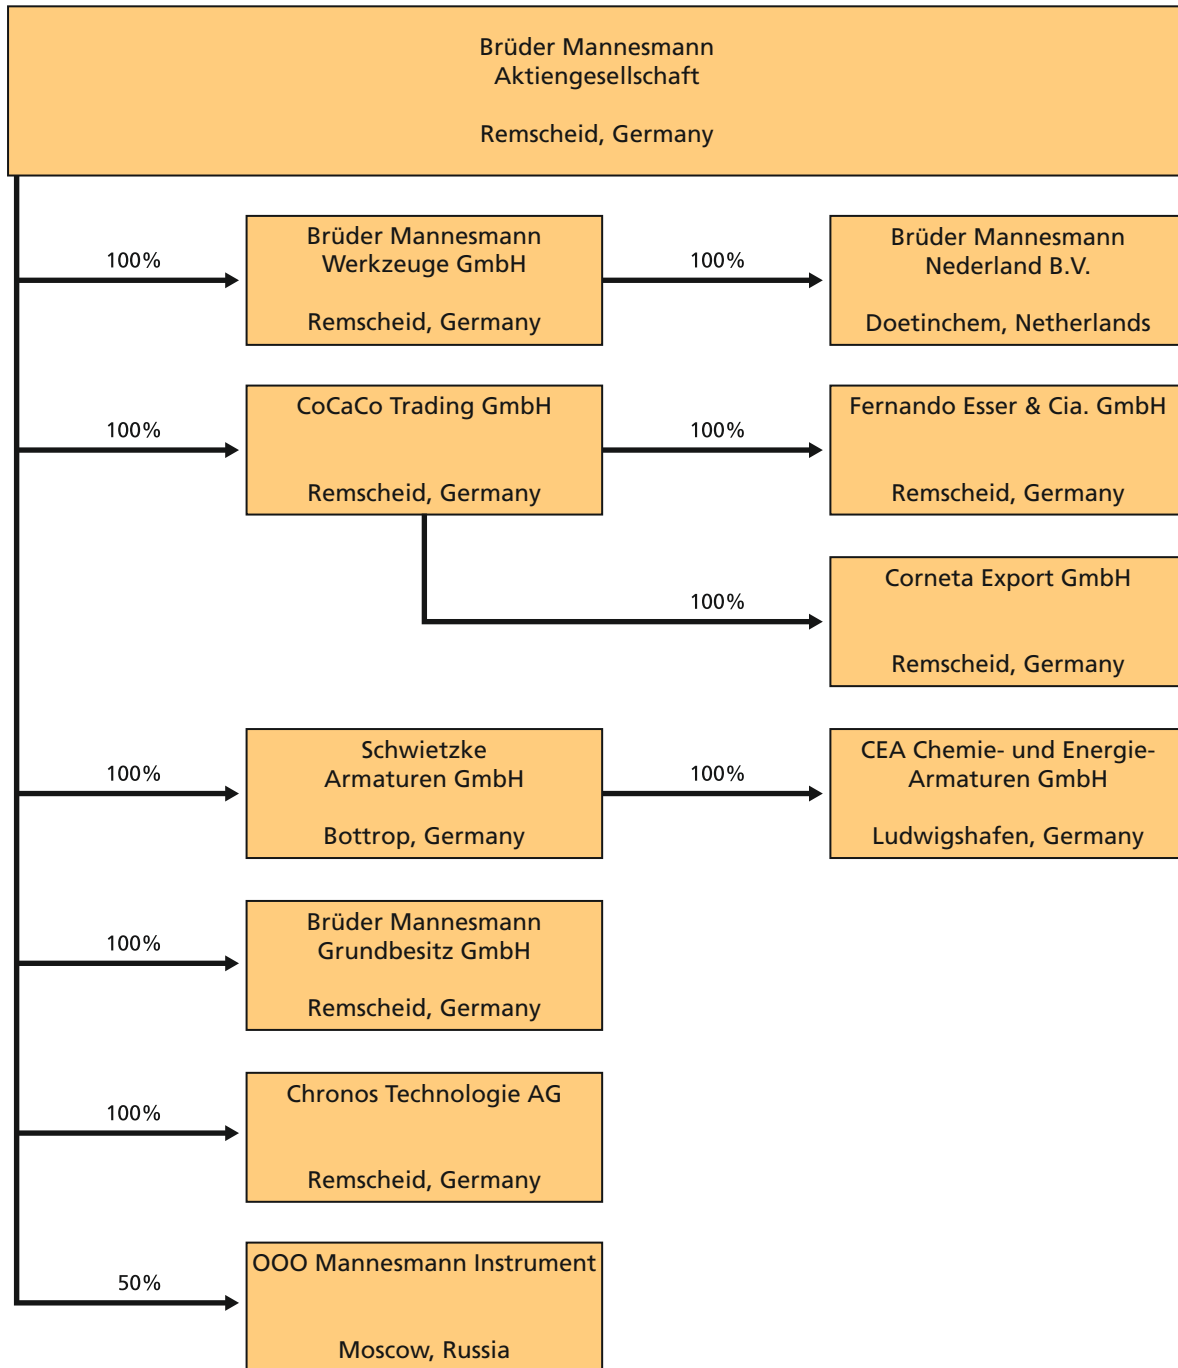 Brüder Mannesmann
Aktiengesellschaft
Remscheid, Germany
100%
Brüder Mannesmann
Werkzeuge GmbH
Remscheid, Germany
100%
Brüder Mannesmann
Nederland B.V.
Doetinchem, Netherlands
100%
CoCaCo Trading GmbH
Remscheid, Germany
100%
Fernando Esser & Cia. GmbH
Remscheid, Germany
100%
Corneta Export GmbH
Remscheid, Germany
100%
Schwietzke
Armaturen GmbH
Bottrop, Germany
100%
CEA Chemie- und Energie-
Armaturen GmbH
Ludwigshafen, Germany
100%
Brüder Mannesmann
Grundbesitz GmbH
Remscheid, Germany
100%
Chronos Technologie AG
Remscheid, Germany
50%
OOO Mannesmann Instrument
Moscow, Russia